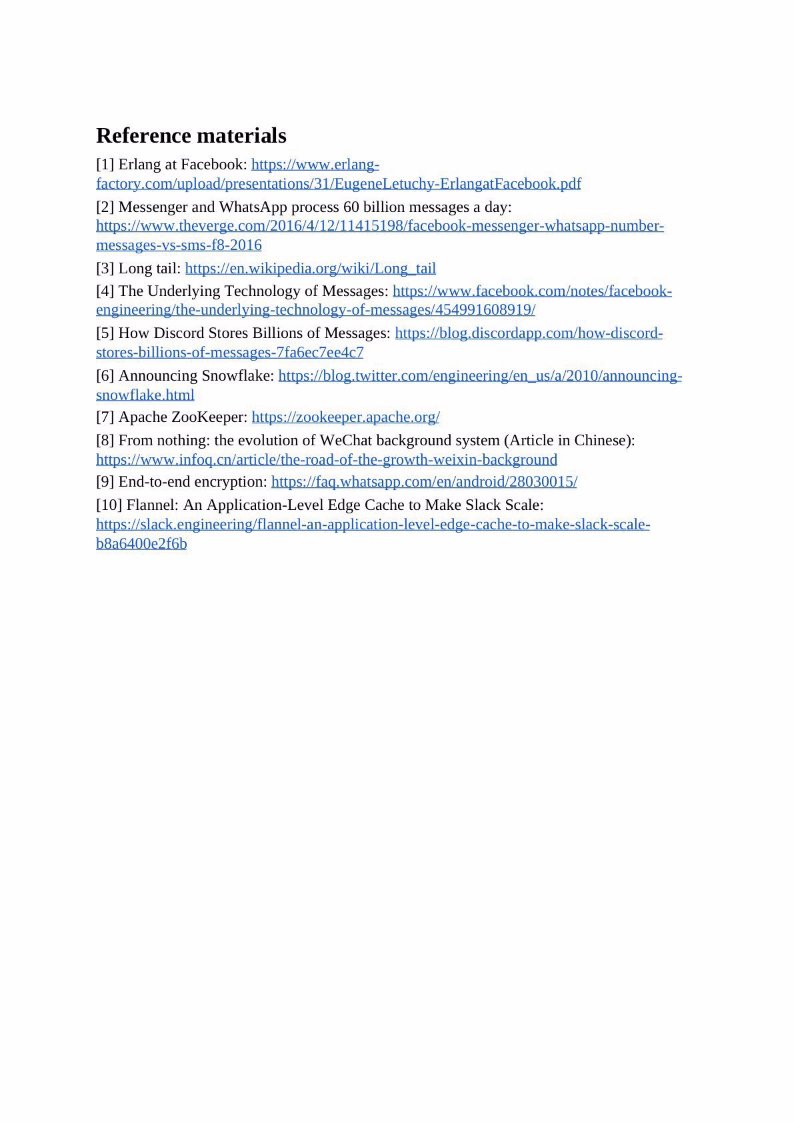 Reference materials
[1] Erlang at Facebook: https://www.erlang-
factory.com/upload/presentations/31/EugeneLetuchy-ErlangatFacebook.pdf
[2] Messenger and WhatsApp process 60 billion messages a day:
https://www.theverge.com/2016/4/12/11415198/facebook-messenger-whatsapp-number-
messages-vs-sms-f8-2016
[3] Long tail: https://en.wikipedia.org/wiki/Long_tail
[4] The Underlying Technology of Messages: https://www.facebook.com/notes/facebook-
engineering/the-underlying-technology-of-messages/454991608919/
[5] How Discord Stores Billions of Messages: https://blog.discordapp.com/how-discord-
stores-billions-of-messages-7fa6ec7ee4c7
[6] Announcing Snowflake: https://blog.twitter.com/engineering/en_us/a/2010/announcing-
snowflake.html
[7] Apache ZooKeeper: https://zookeeper.apache.org/
[8] From nothing: the evolution of WeChat background system (Article in Chinese):
https://www.infoq.cn/article/the-road-of-the-growth-weixin-background
[9] End-to-end encryption: https://faq.whatsapp.com/en/android/28030015/
[10] Flannel: An Application-Level Edge Cache to Make Slack Scale:
https://slack.engineering/flannel-an-application-level-edge-cache-to-make-slack-scale-
b8a6400e2f6b